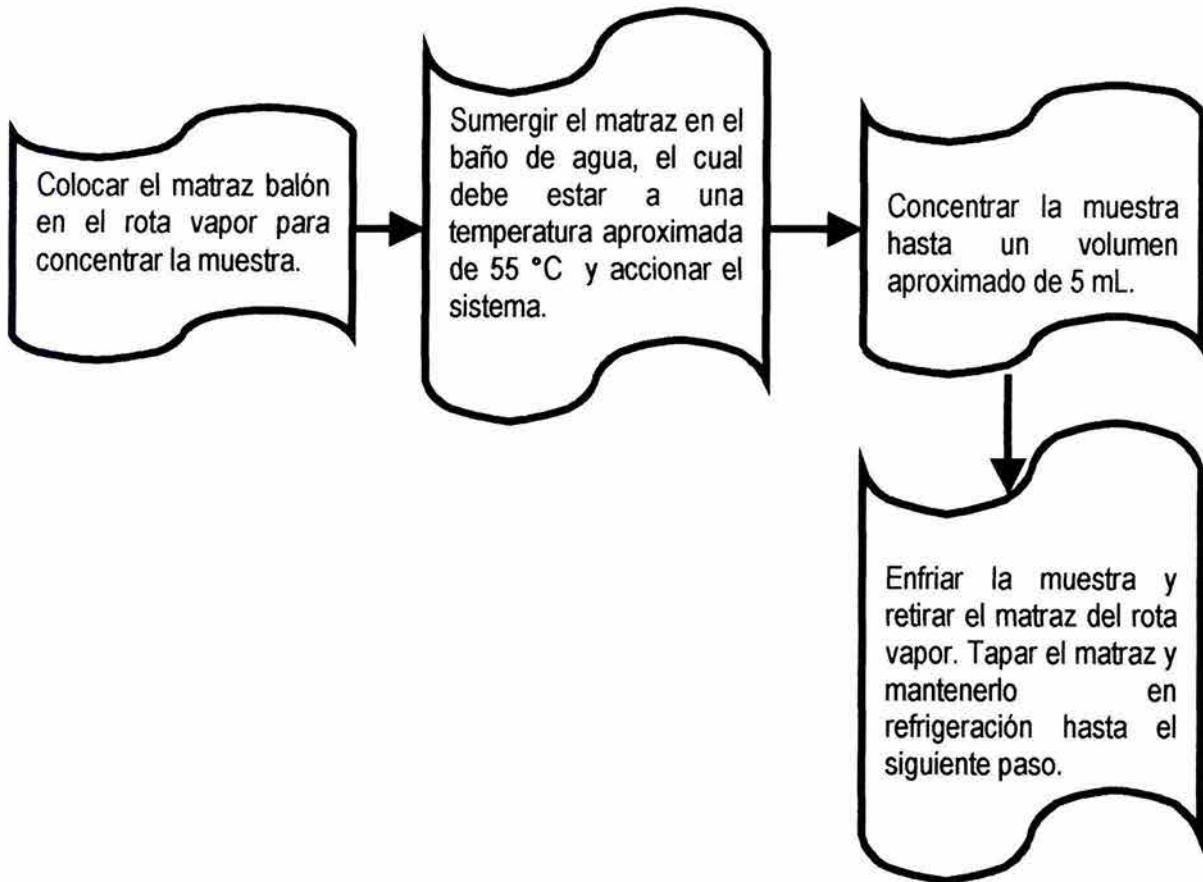 Colocar el matraz balón
en el rota vapor para
concentrar la muestra.
Sumergir el matraz en el
baño de agua, el cual
debe estar a una
temperatura aproximada
de 55 °C y accionar el
sistema.
Concentrar la muestra
hasta un volumen
aproximado de 5 mL.
Enfriar la muestra y
retirar el matraz del rota
vapor. Tapar el matraz y
mantenerlo en
refrigeración hasta el
siguiente paso.